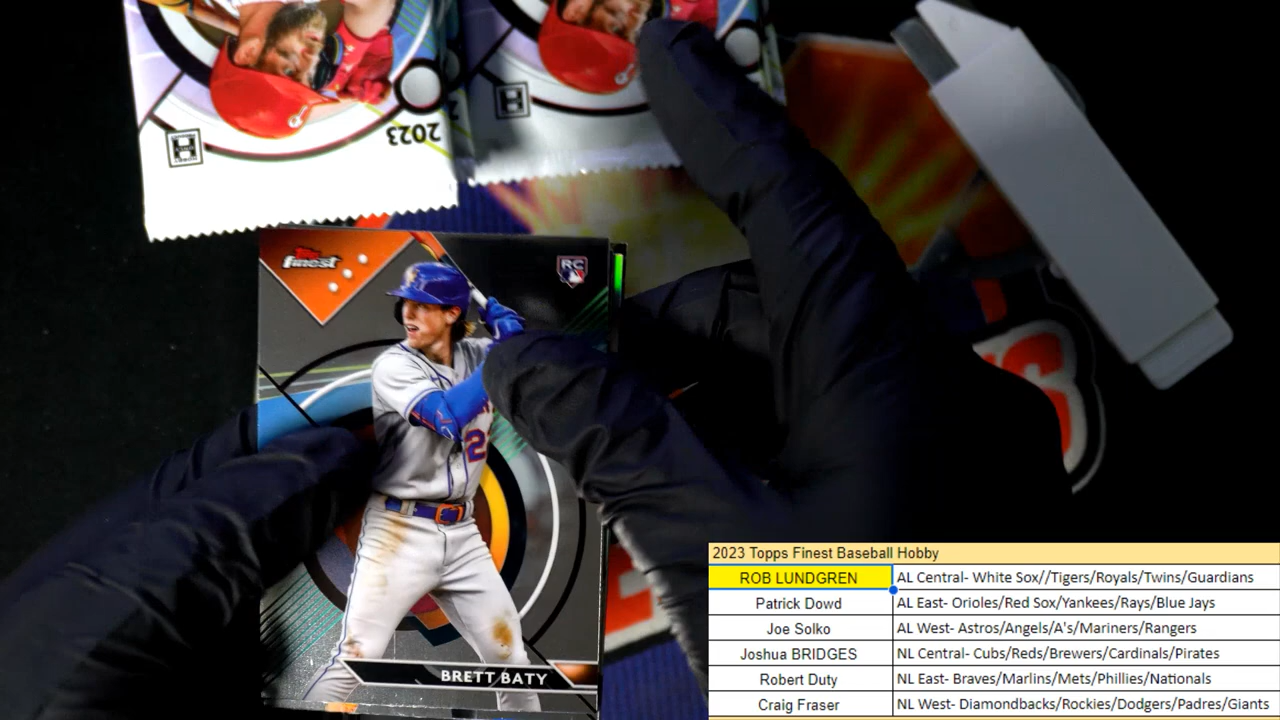 2023
H
H
Topps
finest
RC
2
BRETT BATY
2023 Topps Finest Baseball Hobby
ROB LUNDGREN AL Central- White Sox//Tigers/Royals/Twins/Guardians
Patrick Dowd AL East- Orioles/Red Sox/Yankees/Rays/Blue Jays
Joe Solko AL West- Astros/Angels/A's/Mariners/Rangers
Joshua BRIDGES NL Central- Cubs/Reds/Brewers/Cardinals/Pirates
Robert Duty NL East- Braves/Marlins/Mets/Phillies/Nationals
Craig Fraser NL West- Diamondbacks/Rockies/Dodgers/Padres/Giants